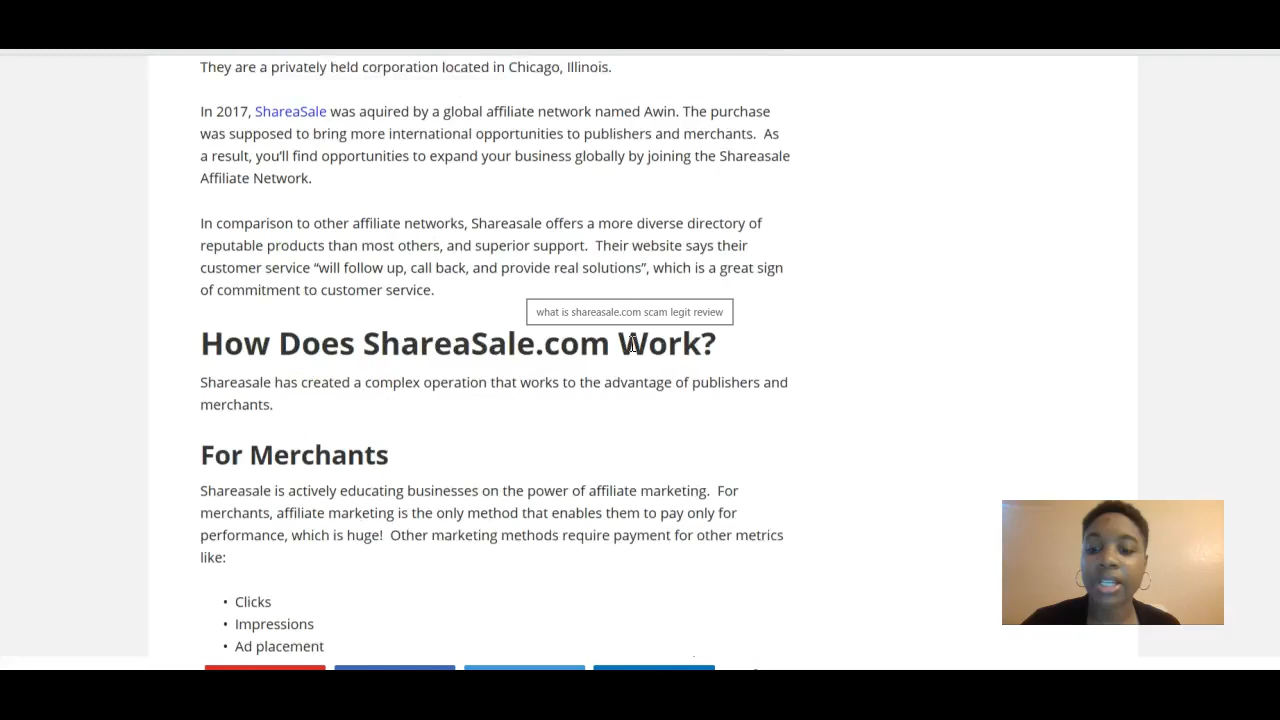 They are a privately held corporation located in Chicago, Illinois.
In 2017, ShareaSale was aquired by a global affiliate network named Awin. The purchase
was supposed to bring more international opportunities to publishers and merchants. As
a result, you'll find opportunities to expand your business globally by joining the Shareasale
Affiliate Network.
In comparison to other affiliate networks, Shareasale offers a more diverse directory of
reputable products than most others, and superior support. Their website says their
customer service “will follow up, call back, and provide real solutions”, which is a great sign
of commitment to customer service.
what is shareasale.com scam legit review
How Does ShareaSale.com Work?
Shareasale has created a complex operation that works to the advantage of publishers and
merchants.
For Merchants
Shareasale is actively educating businesses on the power of affiliate marketing. For
merchants, affiliate marketing is the only method that enables them to pay only for
performance, which is huge! Other marketing methods require payment for other metrics
like:
• Clicks
• Impressions
• Ad placement